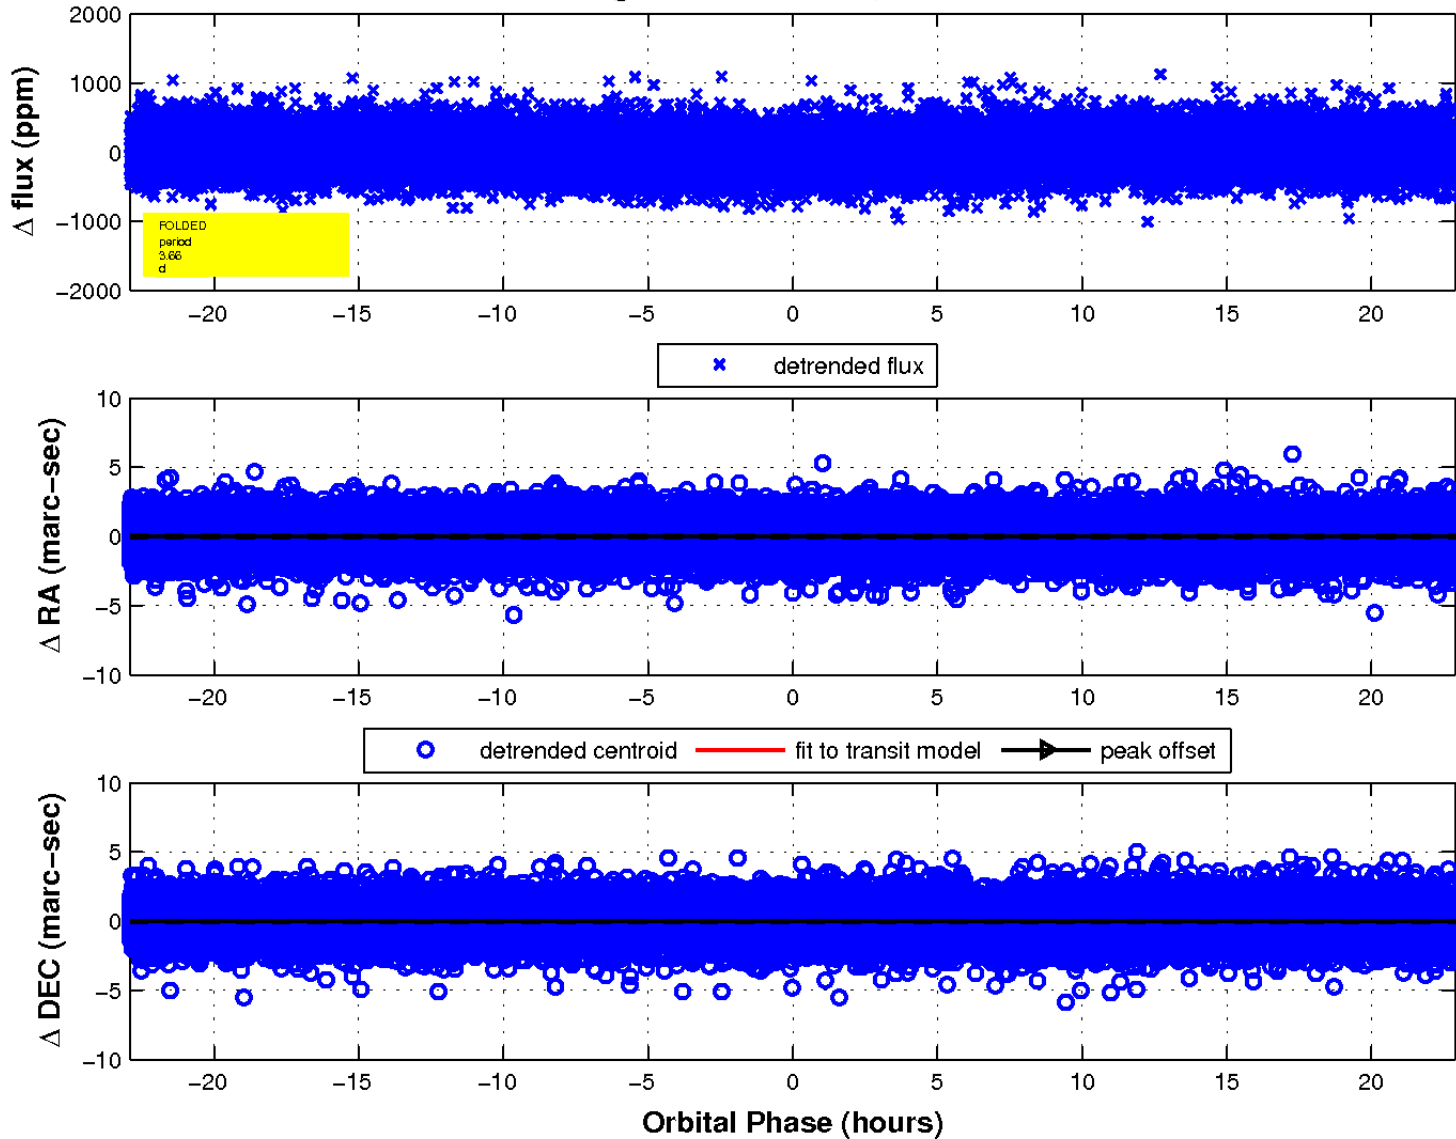 2000
1000
0
−1000
−2000
Δ flux (ppm)
FOLDED
period
3.66
d
−20 −15 −10 −5 0 5 10 15 20
detrended flux
10
5
0
−5
−10
Δ RA (marc−sec)
−20 −15 −10 −5 0 5 10 15 20
detrended centroid fit to transit model peak offset
10
5
0
−5
−10
Δ DEC (marc−sec)
−20 −15 −10 −5 0 5 10 15 20
Orbital Phase (hours)